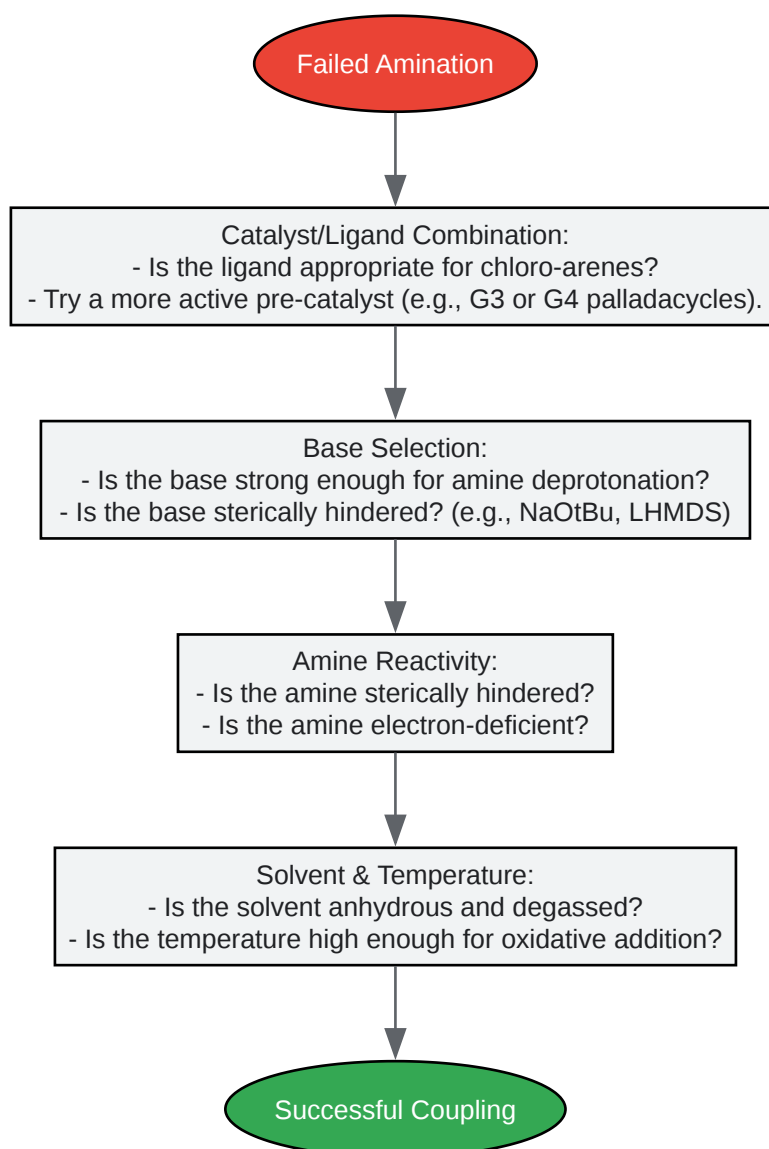 Failed Amination
Catalyst/Ligand Combination:
- Is the ligand appropriate for chloro-arenes?
- Try a more active pre-catalyst (e.g., G3 or G4 palladacycles).
Base Selection:
- Is the base strong enough for amine deprotonation?
- Is the base sterically hindered? (e.g., NaOtBu, LHMDS)
Amine Reactivity:
- Is the amine sterically hindered?
- Is the amine electron-deficient?
Solvent & Temperature:
- Is the solvent anhydrous and degassed?
- Is the temperature high enough for oxidative addition?
Successful Coupling